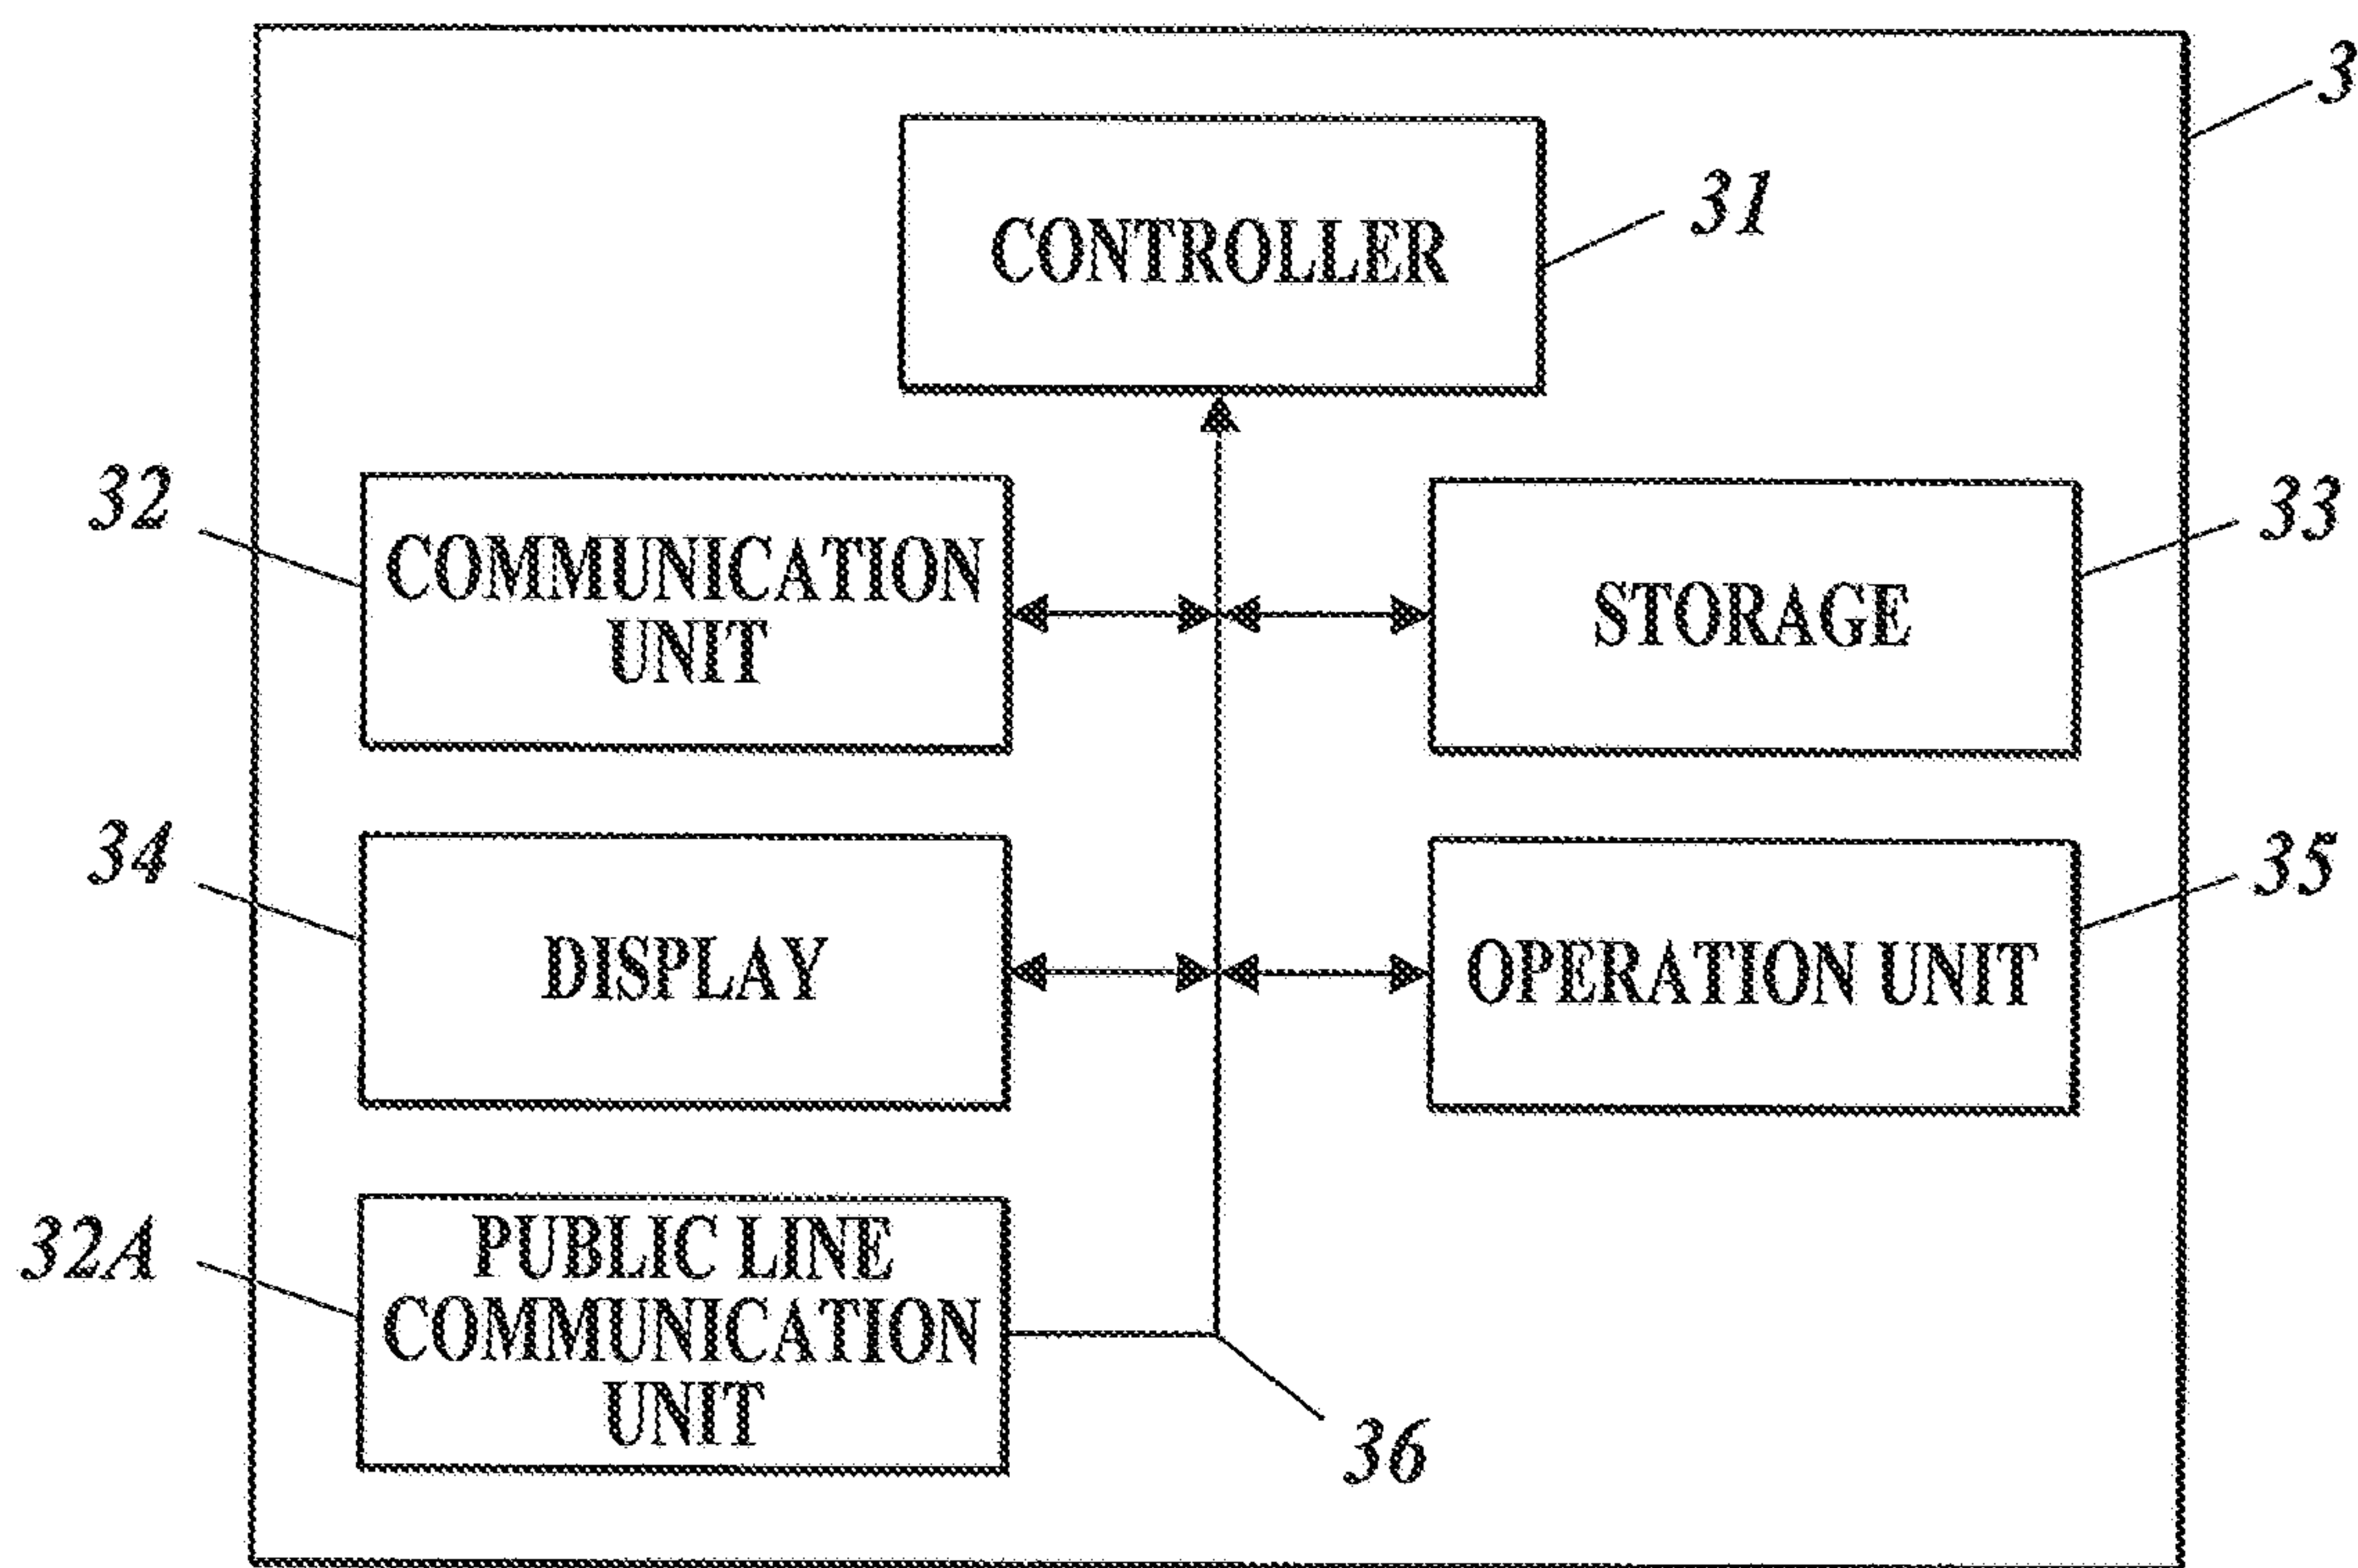 3
CONTROLLER
31
32
COMMUNICATION
UNIT
STORAGE
33
34
DISPLAY
OPERATION UNIT
35
32A
PUBLIC LINE
COMMUNICATION
UNIT
36